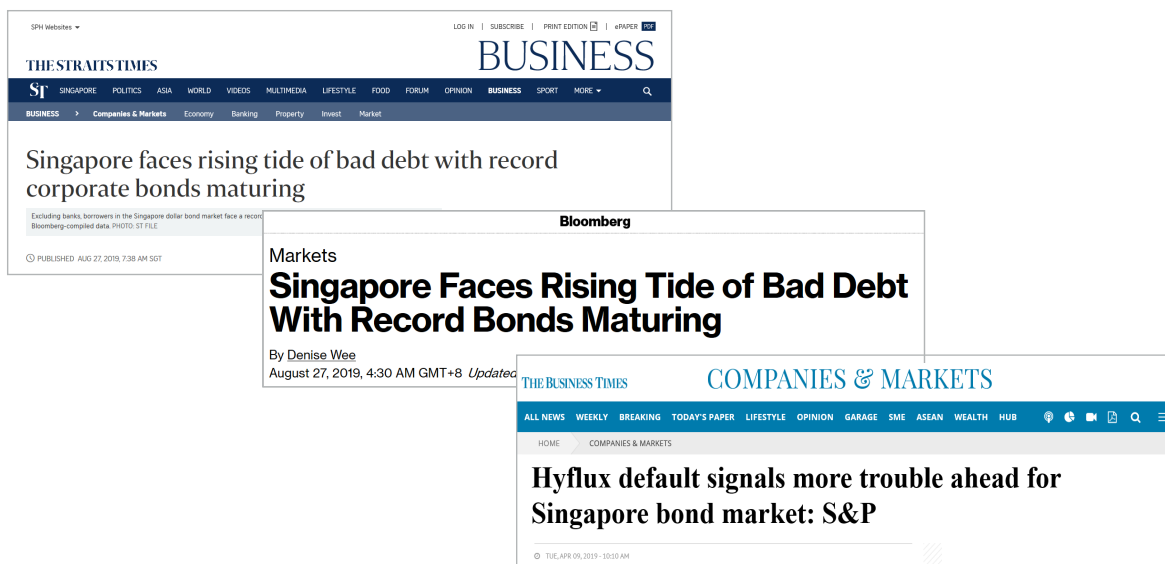 SPH Websites
LOG IN | SUBSCRIBE | PRINT EDITION | ePAPER PDF
THE STRAITS TIMES
BUSINESS
ST SINGAPORE POLITICS ASIA WORLD VIDEOS MULTIMEDIA LIFESTYLE FOOD FORUM OPINION BUSINESS SPORT MORE
BUSINESS > Companies & Markets Economy Banking Property Invest Market
Singapore faces rising tide of bad debt with record
corporate bonds maturing
Excluding banks, borrowers in the Singapore dollar bond market face a record
Bloomberg-compiled data. PHOTO: ST FILE
PUBLISHED AUG 27, 2019, 7:38 AM SGT
Bloomberg
Markets
Singapore Faces Rising Tide of Bad Debt
With Record Bonds Maturing
By Denise Wee
August 27, 2019, 4:30 AM GMT+8 Updated
THE BUSINESS TIMES
COMPANIES & MARKETS
ALL NEWS WEEKLY BREAKING TODAY'S PAPER LIFESTYLE OPINION GARAGE SME ASEAN WEALTH HUB
HOME COMPANIES & MARKETS
Hyflux default signals more trouble ahead for
Singapore bond market: S&P
TUE, APR 09, 2019 - 10:10 AM